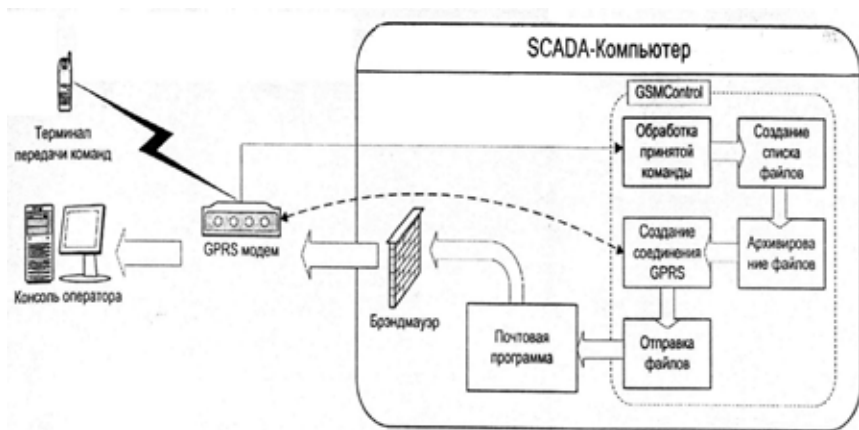 SCADA-Компьютер
GSMControl
Терминал
передачи команд
Обработка
принятой
команды
Создание
списка
файлов
GPRS модем
Консоль оператора
Создание
соединения
GPRS
Архивирова
ние файлов
Брэндмауэр
Почтовая
программа
Отправка
файлов